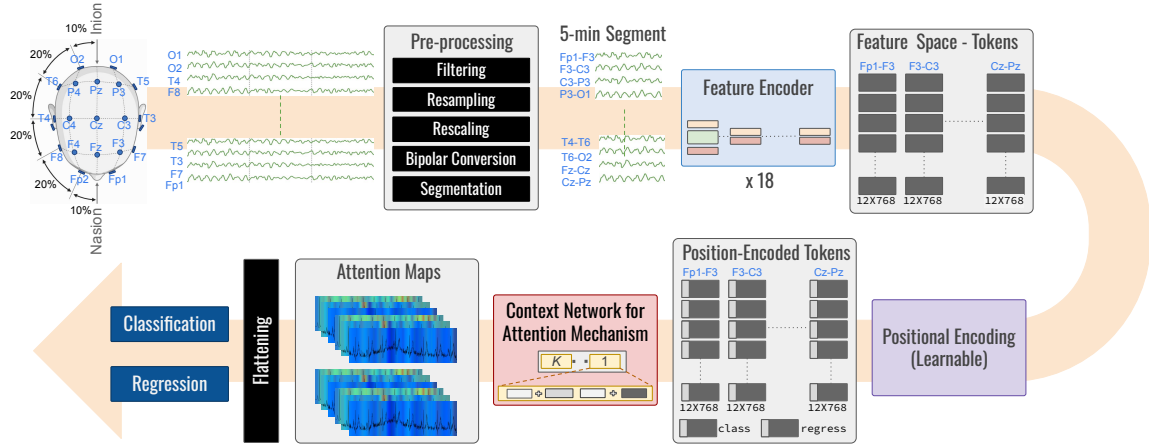 10%
Inion
20%
20%
20%
20%
10%
Nasion
O2
O1
T6
T5
P4
Pz
P3
T4
C4
Cz
C3
T3
F4
F3
F8
Fz
F7
Fp2
Fp1
O1
O2
T4
F8
T5
T3
F7
Fp1
Pre-processing
Filtering
Resampling
Rescaling
Bipolar Conversion
Segmentation
5-min Segment
Fp1-F3
F3-C3
C3-P3
P3-O1
T4-T6
T6-O2
Fz-Cz
Cz-Pz
Feature Encoder
x 18
Feature Space - Tokens
Fp1-F3 F3-C3 Cz-Pz
12X768 12X768 12X768
Positional Encoding
(Learnable)
Position-Encoded Tokens
Fp1-F3 F3-C3 Cz-Pz
12X768 12X768 12X768
class regress
Context Network for
Attention Mechanism
K 1
Attention Maps
Flattening
Classification
Regression